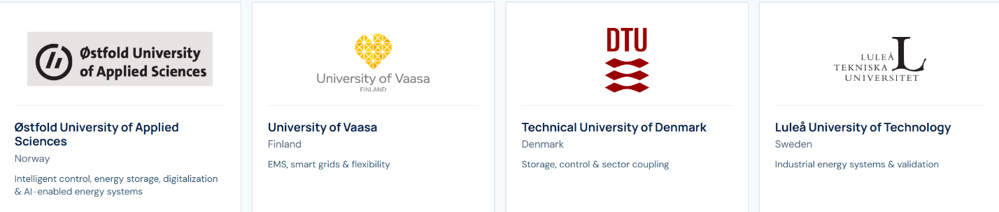 Østfold University
of Applied Sciences
Østfold University of Applied
Sciences
Norway
Intelligent control, energy storage, digitalization
& AI-enabled energy systems
University of Vaasa
FINLAND
University of Vaasa
Finland
EMS, smart grids & flexibility
DTU
Technical University of Denmark
Denmark
Storage, control & sector coupling
LULEÅ
TEKNISKA
UNIVERSITET
L
Luleå University of Technology
Sweden
Industrial energy systems & validation